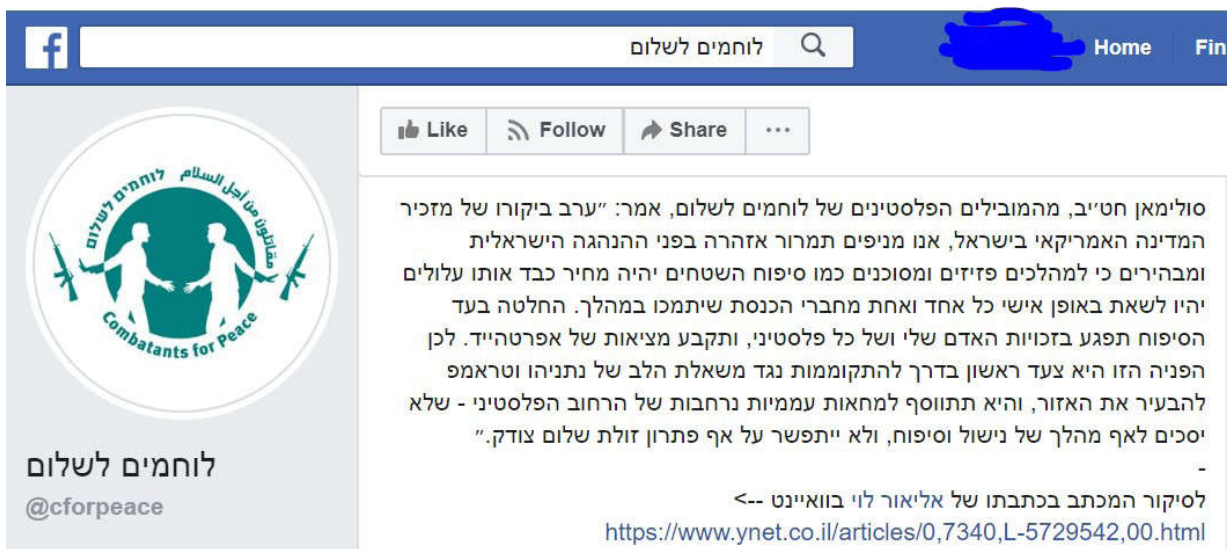 לוחמים לשלום
Home
Fin
Like
Follow
Share
לוחמים לשלום مقاتلون من أجل السلام
Combatants for Peace
לוחמים לשלום
@cforpeace
סולימאן חט״יב, מהמובילים הפלסטינים של לוחמים לשלום, אמר: ״ערב ביקורו של מזכיר
המדינה האמריקאי בישראל, אנו מניפים תמרור אזהרה בפני ההנהגה הישראלית
ומבהירים כי למהלכים פזיזים ומסוכנים כמו סיפוח השטחים יהיה מחיר כבד אותו עלולים
יהיו לשאת באופן אישי כל אחד ואחת מחברי הכנסת שיתמכו במהלך. החלטה בעד
הסיפוח תפגע בזכויות האדם שלי ושל כל פלסטיני, ותקבע מציאות של אפרטהייד. לכן
הפניה הזו היא צעד ראשון בדרך להתקוממות נגד משאלת הלב של נתניהו וטראמפ
להבעיר את האזור, והיא תתווסף למחאות עממיות נרחבות של הרחוב הפלסטיני - שלא
יסכים לאף מהלך של נישול וסיפוח, ולא ייתפשר על אף פתרון זולת שלום צודק.״
-
לסיקור המכתב בכתבתו של אליאור לוי בוואיינט -->
https://www.ynet.co.il/articles/0,7340,L-5729542,00.html